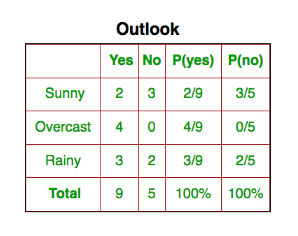 Outlook
Yes No P(yes) P(no)
Sunny 2 3 2/9 3/5
Overcast 4 0 4/9 0/5
Rainy 3 2 3/9 2/5
Total 9 5 100% 100%